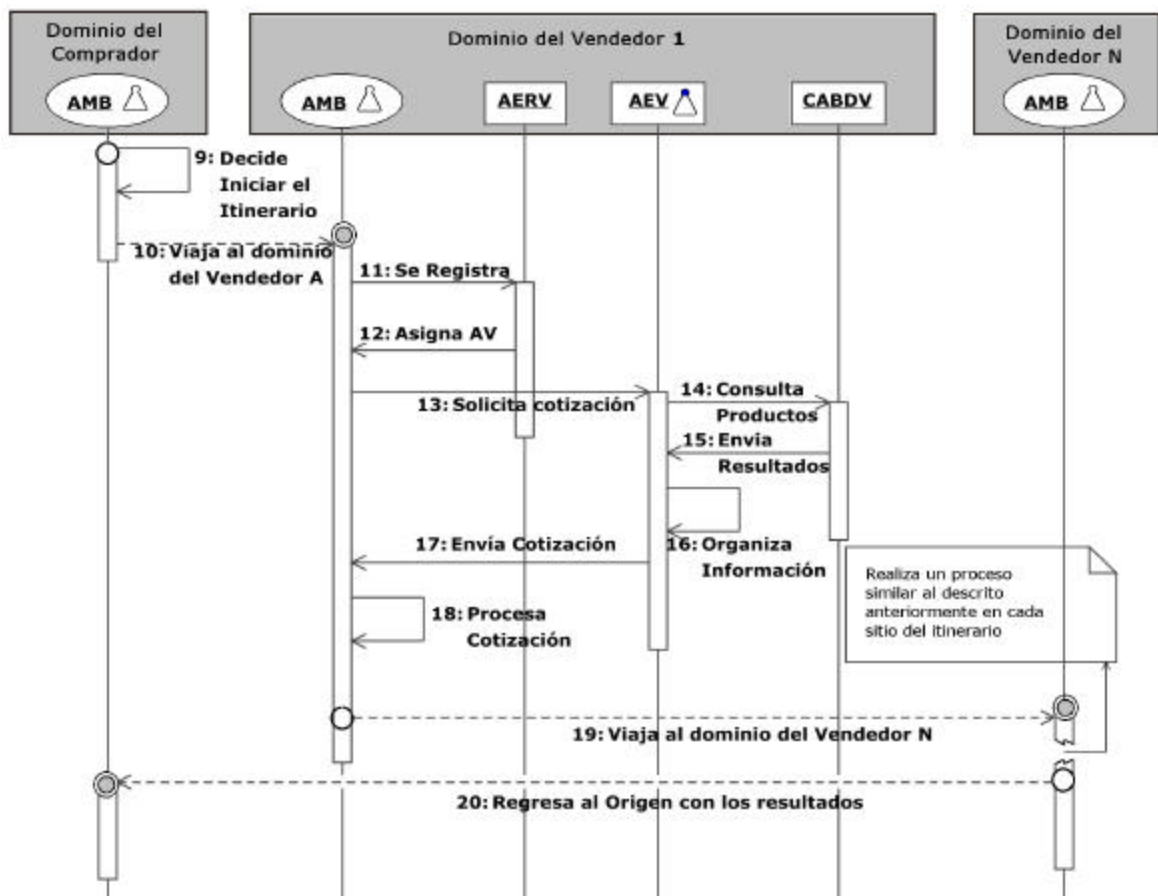 Dominio del
Comprador
AMB
Dominio del Vendedor 1
AMB
AERV
AEV
CABDV
Dominio del
Vendedor N
AMB
9: Decide
Iniciar el
Itinerario
10: Viaja al dominio
del Vendedor A
11: Se Registra
12: Asigna AV
13: Solicita cotización
14: Consulta
Productos
15: Envia
Resultados
16: Organiza
Información
17: Envía Cotización
18: Procesa
Cotización
Realiza un proceso
similar al descrito
anteriormente en cada
sitio del itinerario
19: Viaja al dominio del Vendedor N
20: Regresa al Origen con los resultados